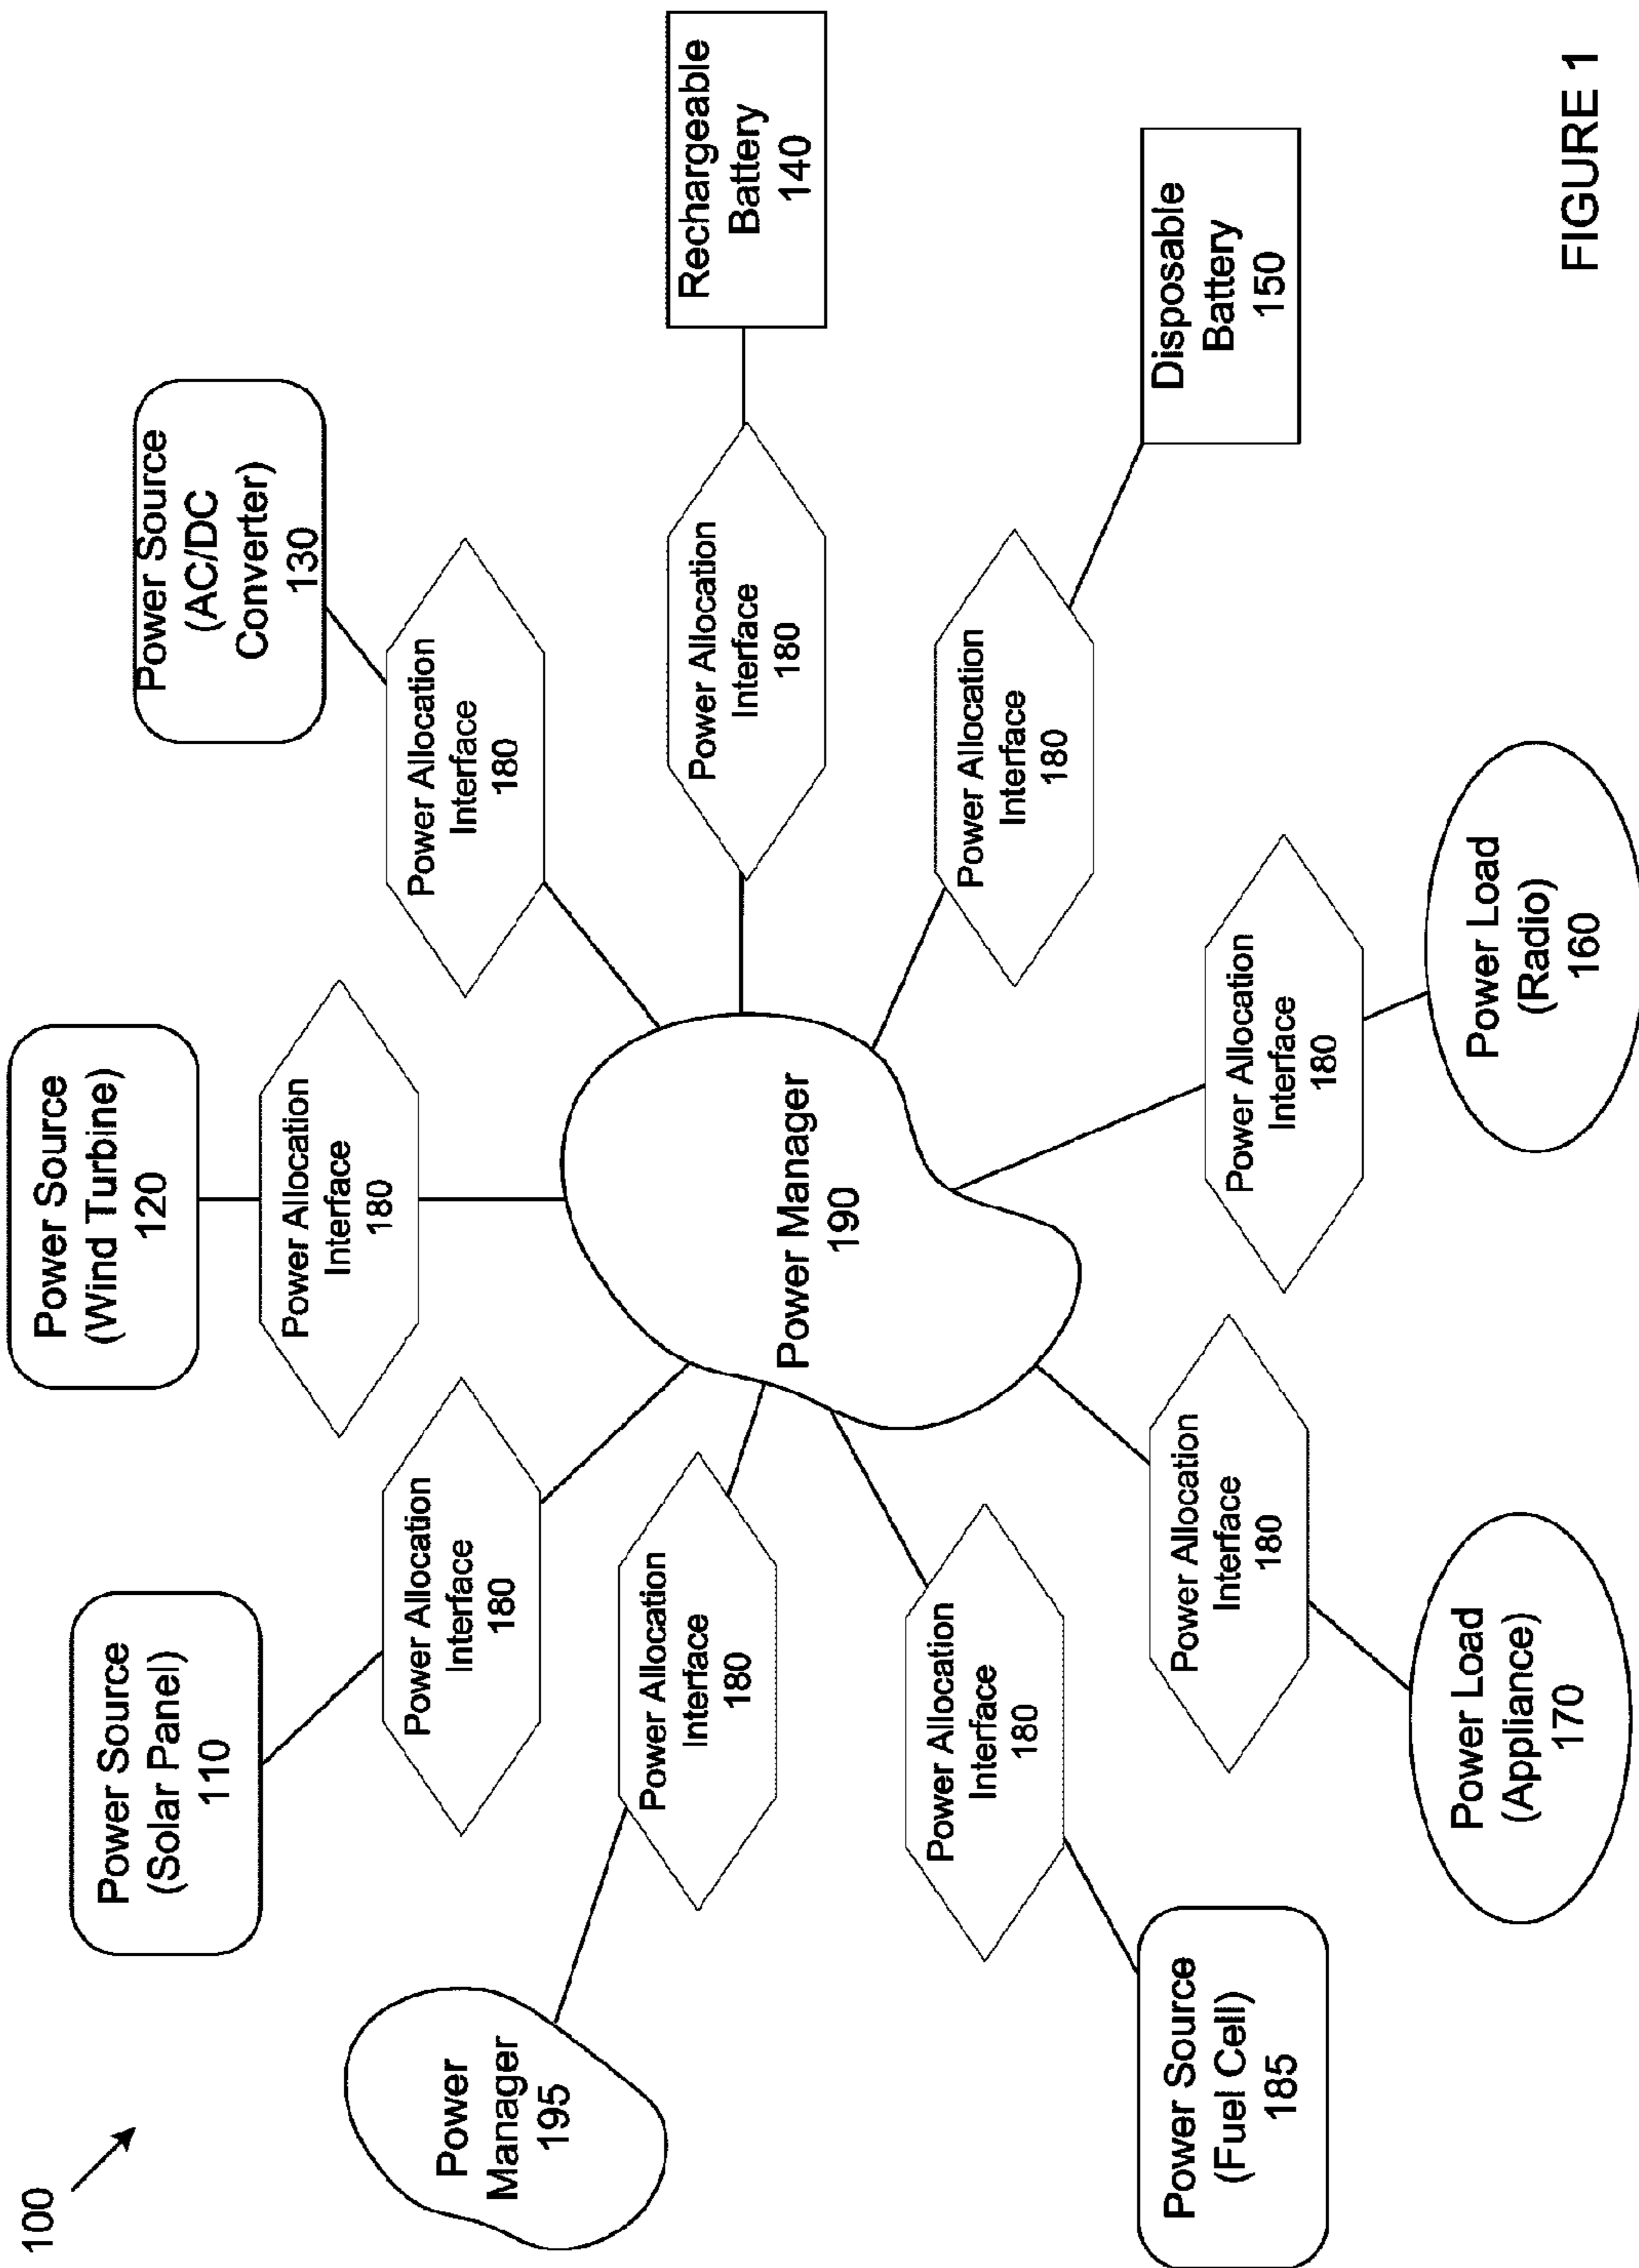 100
Power Source
(Solar Panel)
110
Power Source
(Wind Turbine)
120
Power Source
(AC/DC
Converter)
130
Power Allocation
Interface
180
Power Allocation
Interface
180
Power Allocation
Interface
180
Power
Manager
195
Power Allocation
Interface
180
Power Manager
190
Power Allocation
Interface
180
Rechargeable
Battery
140
Power Allocation
Interface
180
Power Allocation
Interface
180
Disposable
Battery
150
Power Source
(Fuel Cell)
185
Power Allocation
Interface
180
Power Allocation
Interface
180
Power Load
(Appliance)
170
Power Load
(Radio)
160
FIGURE 1